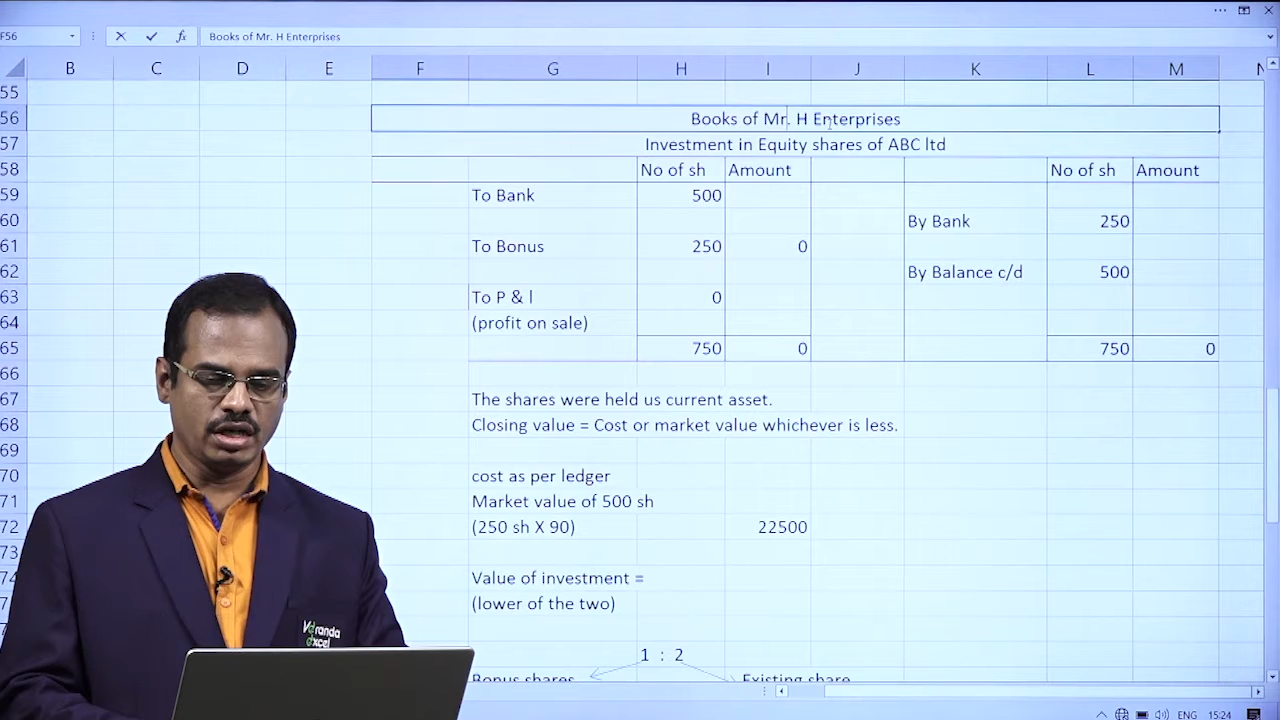 F56 Books of Mr. H Enterprises
B C D E F G H I J K L M N
55
56 Books of Mr. H Enterprises
57 Investment in Equity shares of ABC ltd
58 No of sh Amount No of sh Amount
59 To Bank 500
60 By Bank 250
61 To Bonus 250 0
62 By Balance c/d 500
63 To P & l 0
64 (profit on sale)
65 750 0 750 0
66
67 The shares were held us current asset.
68 Closing value = Cost or market value whichever is less.
69
70 cost as per ledger
71 Market value of 500 sh
72 (250 sh X 90) 22500
73
74 Value of investment =
(lower of the two)
1 : 2
Bonus shares Existing share
Veranda
excel
ENG 15:24